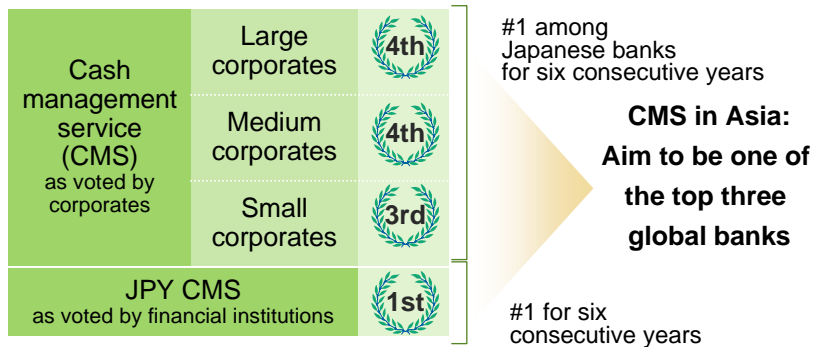 Cash
management
service
(CMS)
as voted by
corporates
Large
corporates
4th
Medium
corporates
4th
Small
corporates
3rd
JPY CMS
as voted by financial institutions
1st
#1 among
Japanese banks
for six consecutive years
CMS in Asia:
Aim to be one of
the top three
global banks
#1 for six
consecutive years